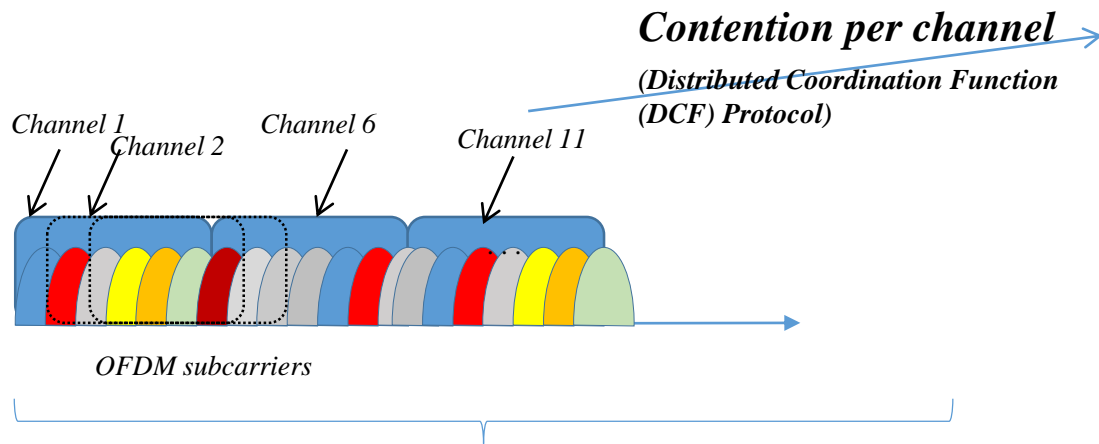 Contention per channel
(Distributed Coordination Function
(DCF) Protocol)
Channel 1
Channel 2
Channel 6
Channel 11
. . .
OFDM subcarriers